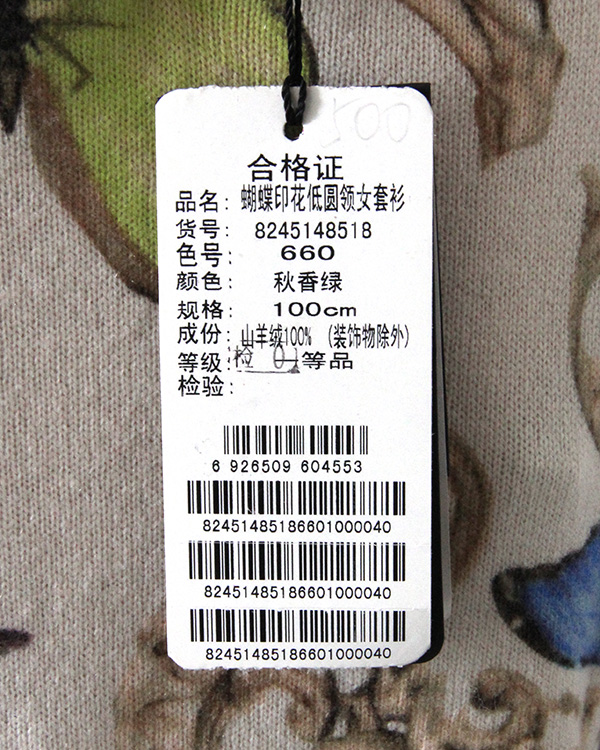 500
合格证
品名：蝴蝶印花低圆领女套衫
货号：8245148518
色号：660
颜色：秋香绿
规格：100cm
成份：山羊绒100%（装饰物除外）
等级：一等品
检验：
6 926509 604553
82451485186601000040
82451485186601000040
82451485186601000040